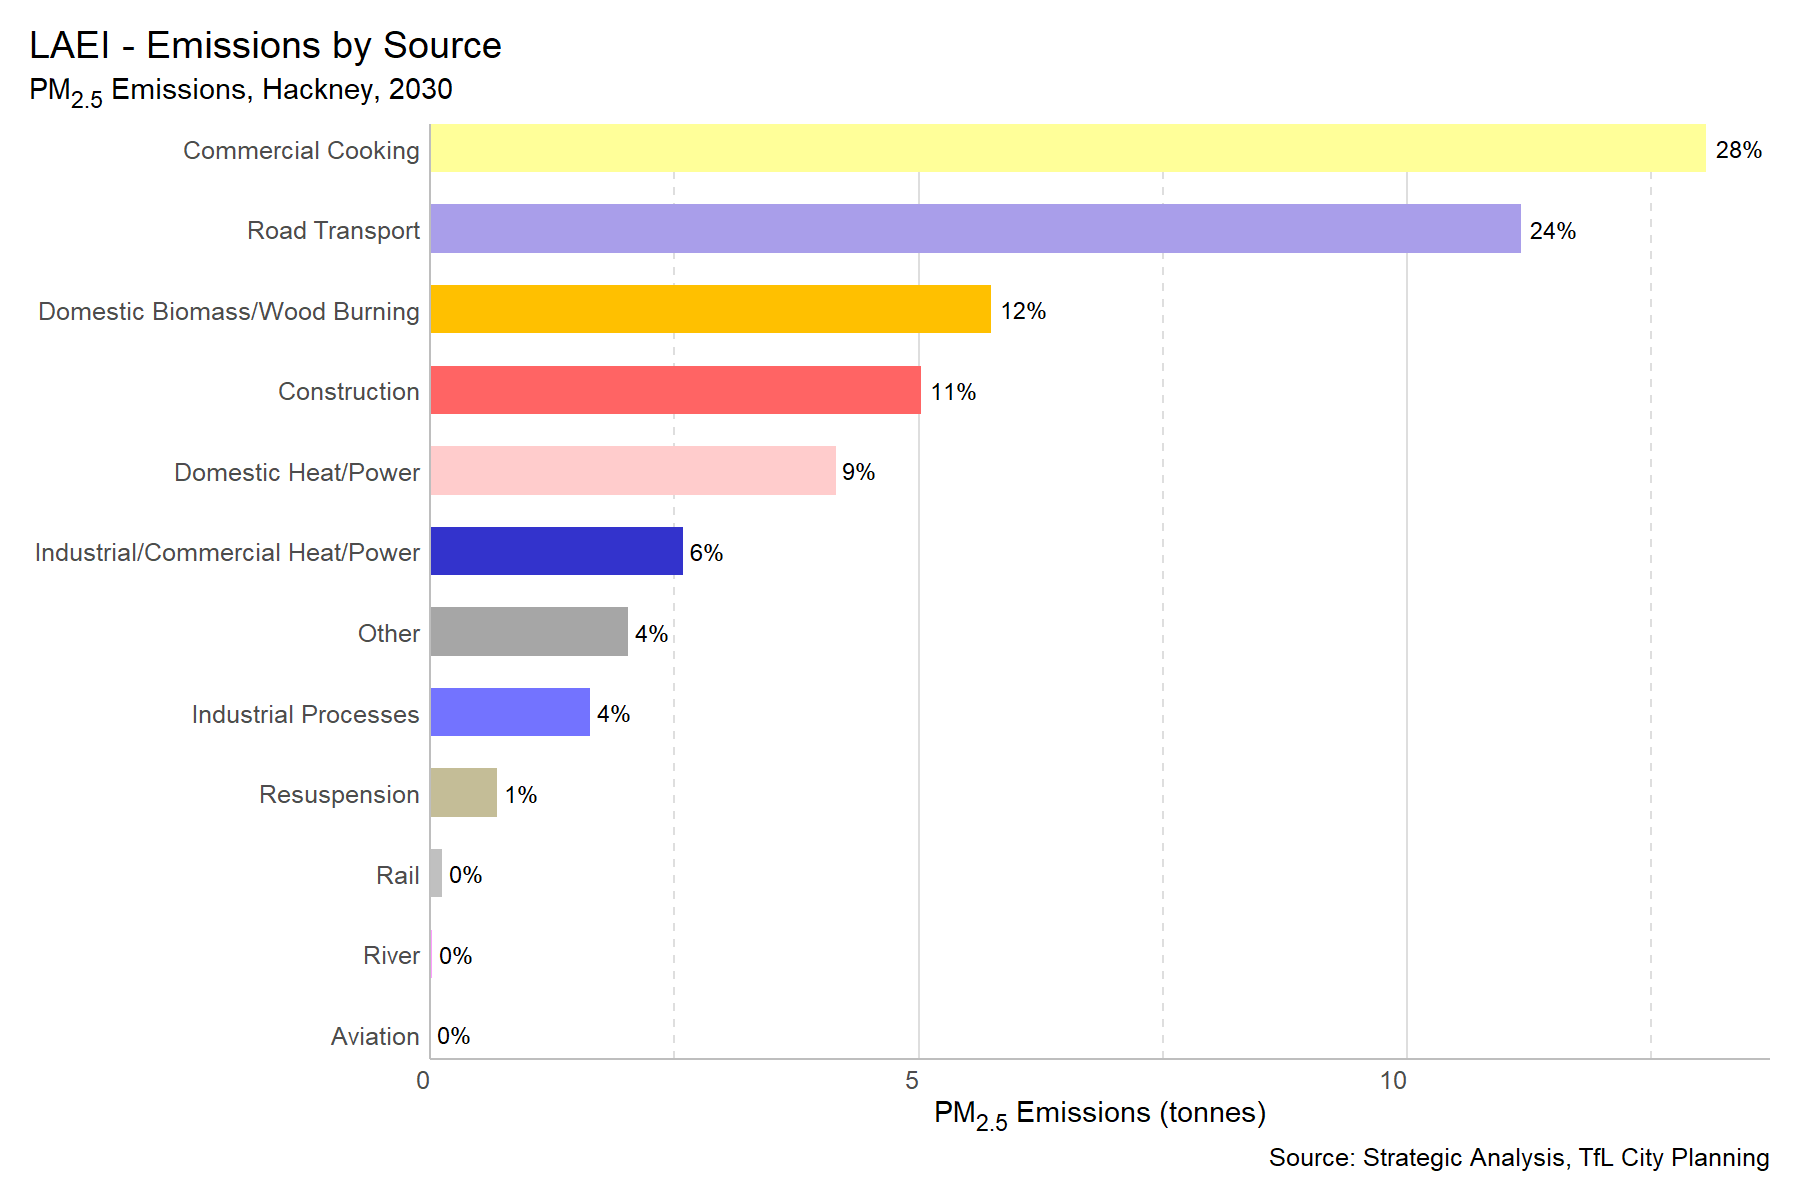 LAEI - Emissions by Source
PM2.5 Emissions, Hackney, 2030
Commercial Cooking 28%
Road Transport 24%
Domestic Biomass/Wood Burning 12%
Construction 11%
Domestic Heat/Power 9%
Industrial/Commercial Heat/Power 6%
Other 4%
Industrial Processes 4%
Resuspension 1%
Rail 0%
River 0%
Aviation 0%
0 5 10
PM2.5 Emissions (tonnes)
Source: Strategic Analysis, TfL City Planning